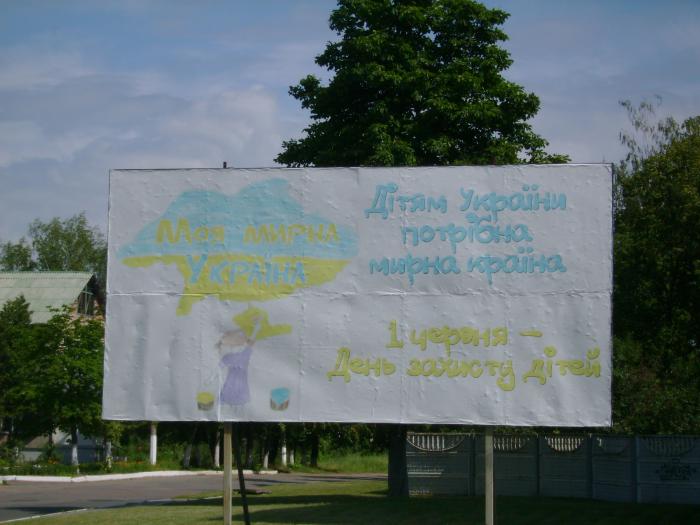 Моя мирна
Україна
Дітям України
потрібна
мирна країна
1 червня –
День захисту дітей